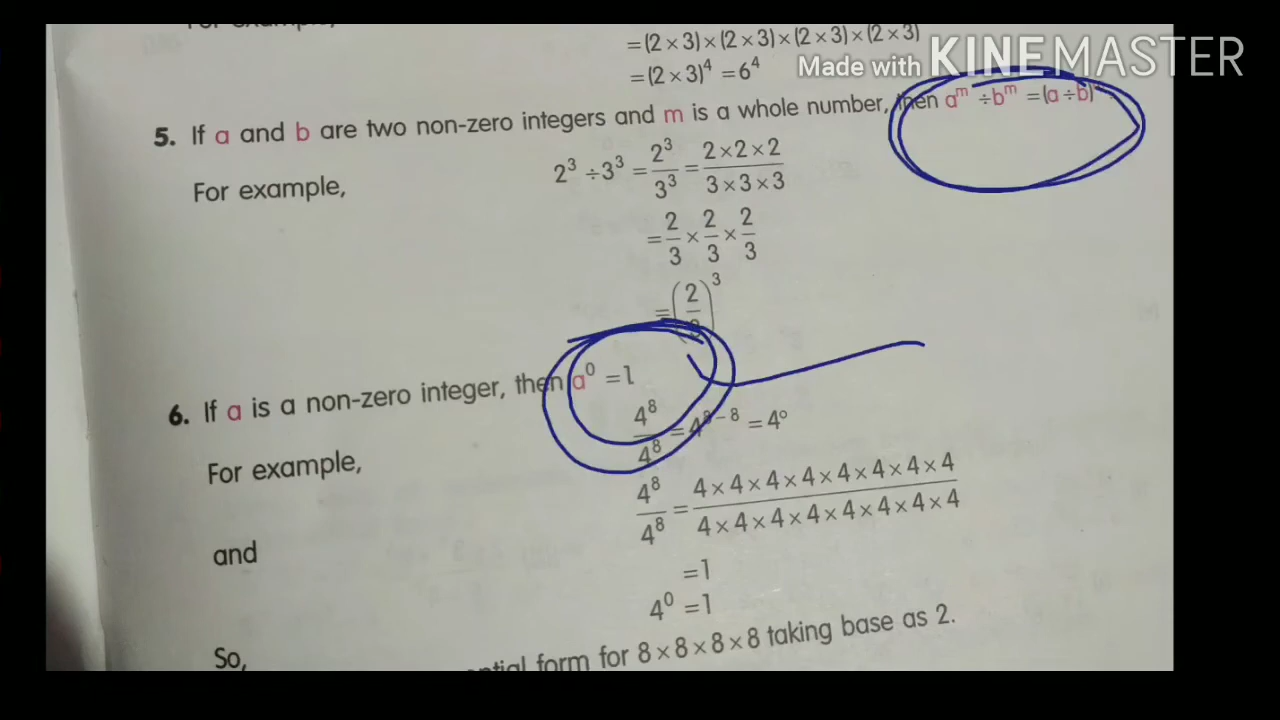 =(2×3)×(2×3)×(2×3)×(2×3)
Made with KINEMASTER
=(2×3)⁴ =6⁴
5. If a and b are two non-zero integers and m is a whole number, then aᵐ ÷bᵐ =(a÷b)
For example,
2³ ÷3³ = 2³/3³ = 2×2×2/3×3×3
= 2/3 × 2/3 × 2/3
=(2/3)³
6. If a is a non-zero integer, then a⁰ =1
For example,
4⁸/4⁸ =4⁸⁻⁸ =4°
4⁸/4⁸ = 4×4×4×4×4×4×4×4/4×4×4×4×4×4×4×4
and
=1
4⁰ =1
So,
form for 8×8×8×8 taking base as 2.